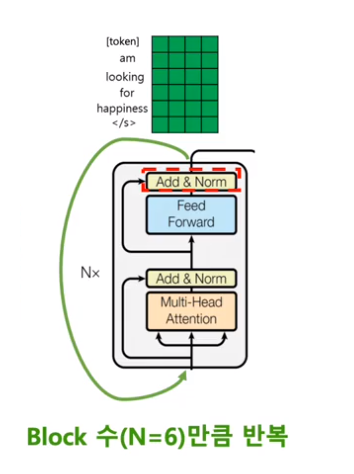 [token]
am
looking
for
happiness
</s>
Add & Norm
Feed
Forward
N×
Add & Norm
Multi-Head
Attention
Block 수(N=6)만큼 반복